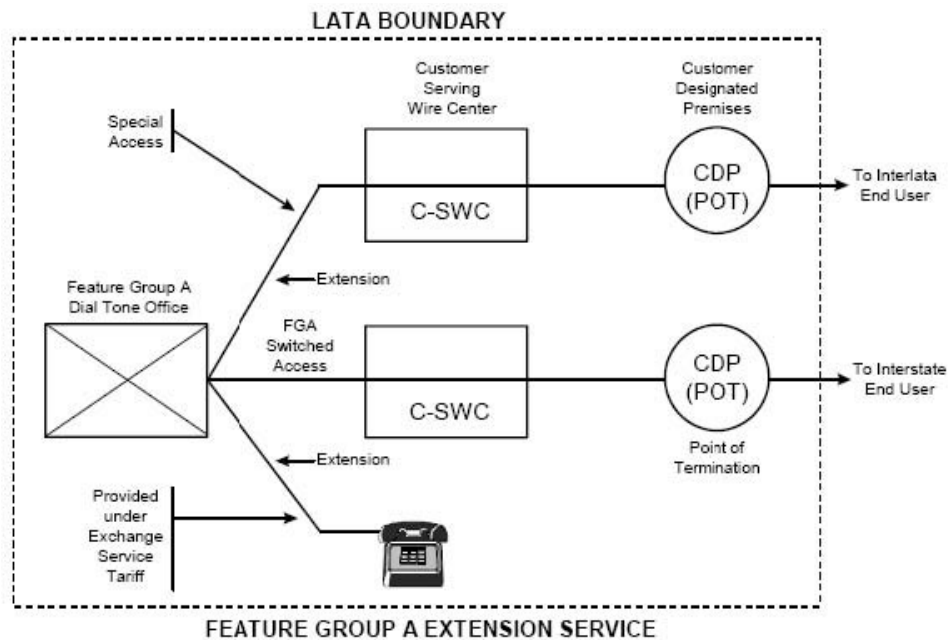 LATA BOUNDARY
Customer
Serving
Wire Center
Customer
Designated
Premises
Special
Access
C-SWC
CDP
(POT)
To Interlata
End User
Extension
Feature Group A
Dial Tone Office
FGA
Switched
Access
C-SWC
CDP
(POT)
To Interstate
End User
Point of
Termination
Extension
Provided
under
Exchange
Service
Tariff
FEATURE GROUP A EXTENSION SERVICE